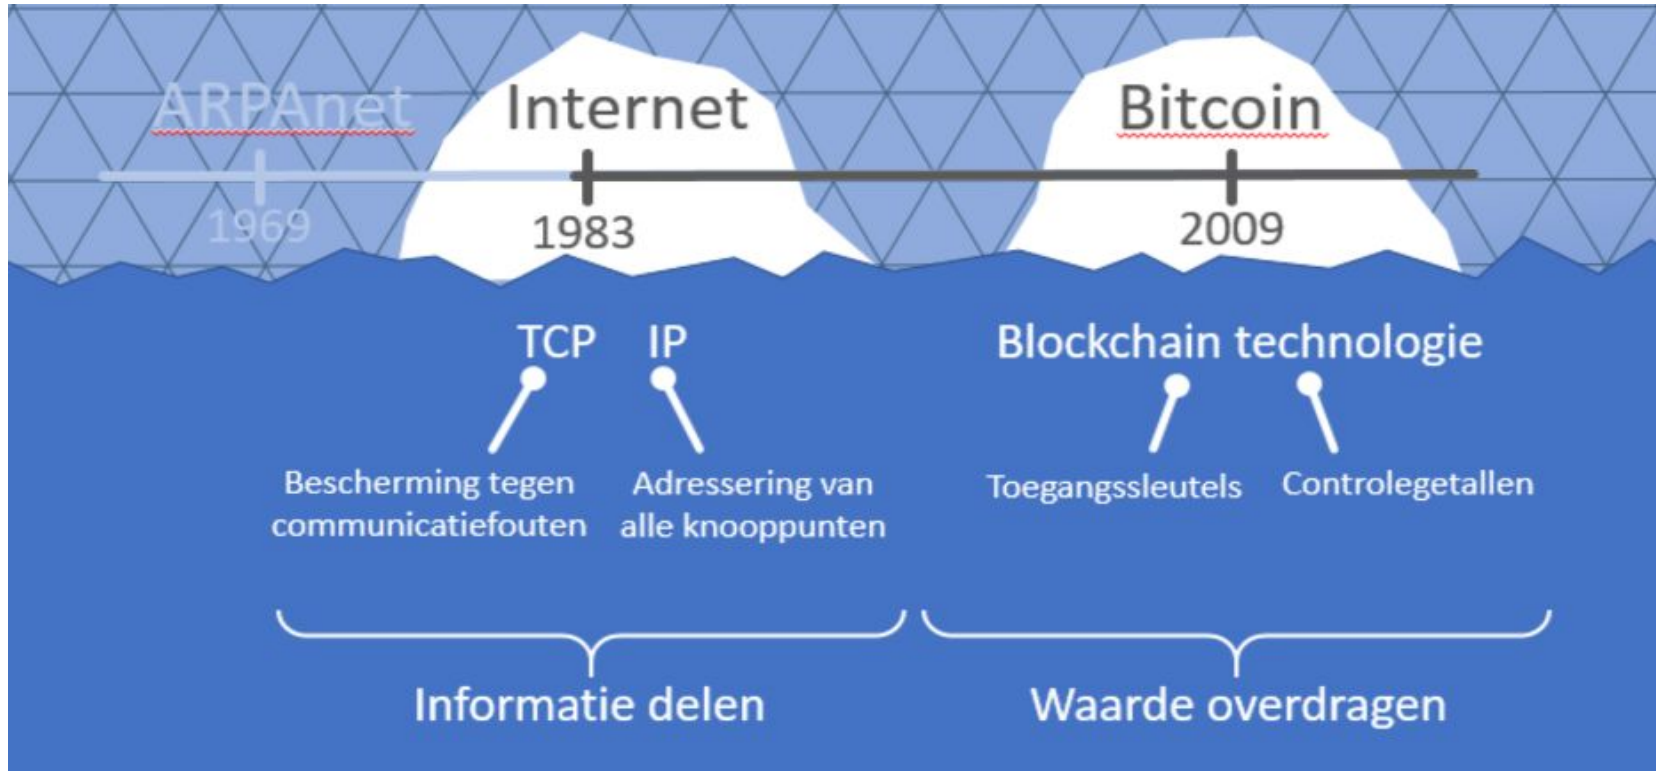 ARPAnet
Internet
Bitcoin
1969
1983
2009
TCP
IP
Blockchain technologie
Bescherming tegen
communicatiefouten
Adressering van
alle knooppunten
Toegangssleutels
Controlegetallen
Informatie delen
Waarde overdragen